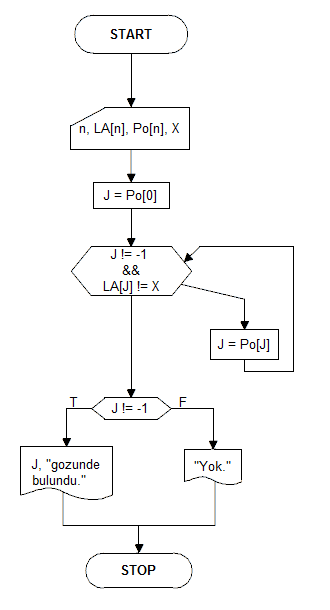 START
n, LA[n], Po[n], X
J = Po[0]
J != -1
&&
LA[J] != X
J = Po[J]
T
J != -1
F
J, "gozunde
bulundu."
"Yok."
STOP